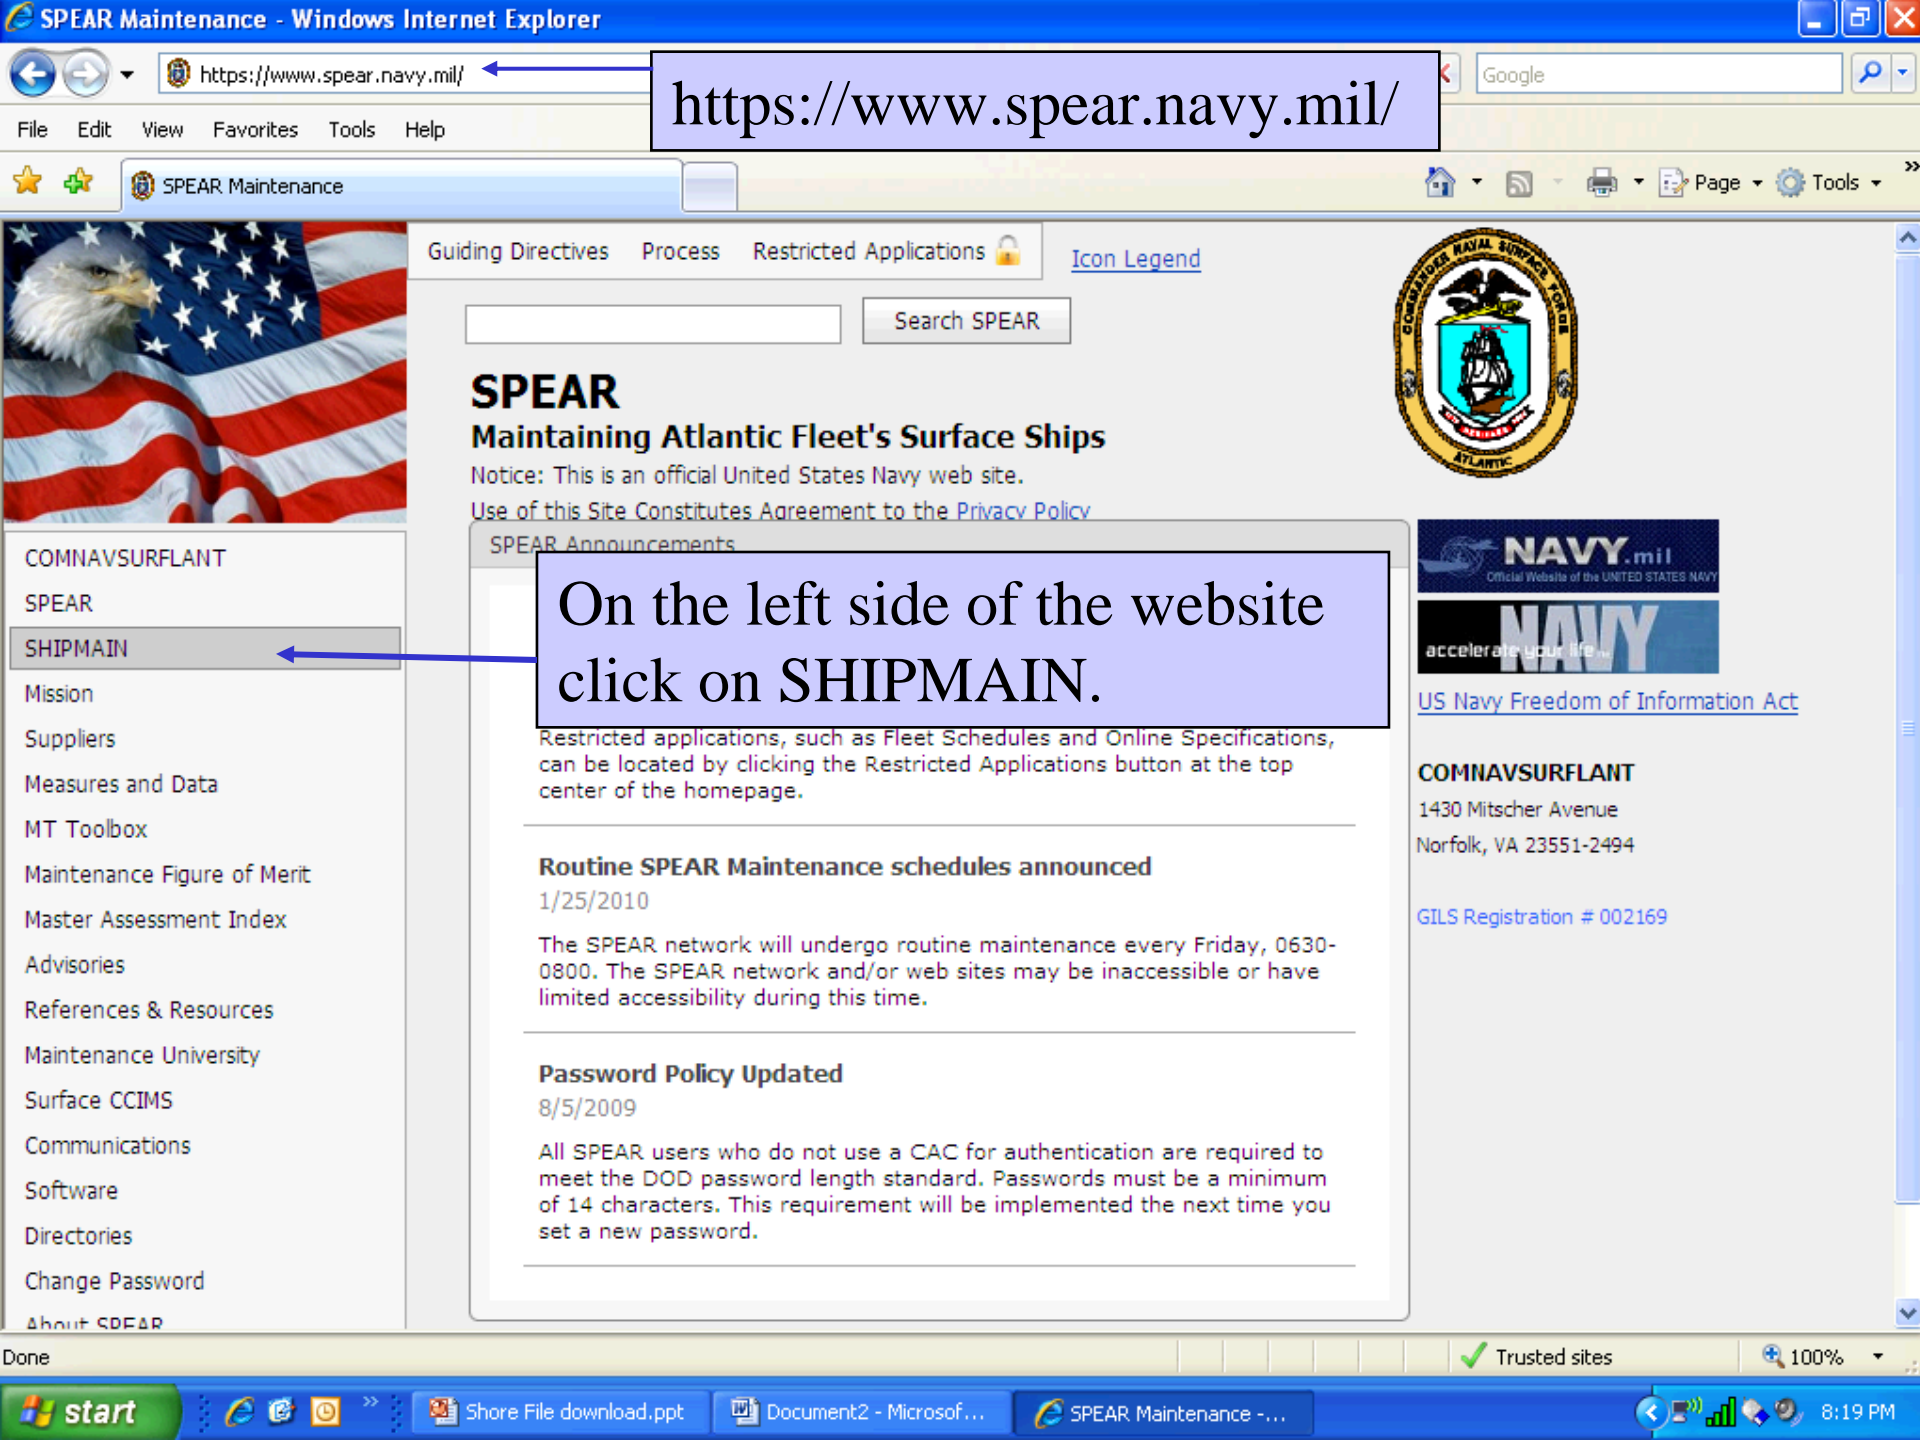 SPEAR Maintenance - Windows Internet Explorer
https://www.spear.navy.mil/
https://www.spear.navy.mil/
Google
File Edit View Favorites Tools Help
SPEAR Maintenance
Page Tools
Guiding Directives Process Restricted Applications
Icon Legend
Search SPEAR
COMMANDER NAVAL SURFACE FORCE
ATLANTIC
SPEAR
Maintaining Atlantic Fleet's Surface Ships
Notice: This is an official United States Navy web site.
Use of this Site Constitutes Agreement to the Privacy Policy
COMNAVSURFLANT
SPEAR
SHIPMAIN
Mission
Suppliers
Measures and Data
MT Toolbox
Maintenance Figure of Merit
Master Assessment Index
Advisories
References & Resources
Maintenance University
Surface CCIMS
Communications
Software
Directories
Change Password
About SPEAR
SPEAR Announcements
On the left side of the website
click on SHIPMAIN.
Restricted applications, such as Fleet Schedules and Online Specifications,
can be located by clicking the Restricted Applications button at the top
center of the homepage.
Routine SPEAR Maintenance schedules announced
1/25/2010
The SPEAR network will undergo routine maintenance every Friday, 0630-
0800. The SPEAR network and/or web sites may be inaccessible or have
limited accessibility during this time.
Password Policy Updated
8/5/2009
All SPEAR users who do not use a CAC for authentication are required to
meet the DOD password length standard. Passwords must be a minimum
of 14 characters. This requirement will be implemented the next time you
set a new password.
NAVY.mil
Official Website of the UNITED STATES NAVY
NAVY
accelerate your life
US Navy Freedom of Information Act
COMNAVSURFLANT
1430 Mitscher Avenue
Norfolk, VA 23551-2494
GILS Registration # 002169
Done
Trusted sites
100%
start
Shore File download.ppt
Document2 - Microsof...
SPEAR Maintenance -...
8:19 PM